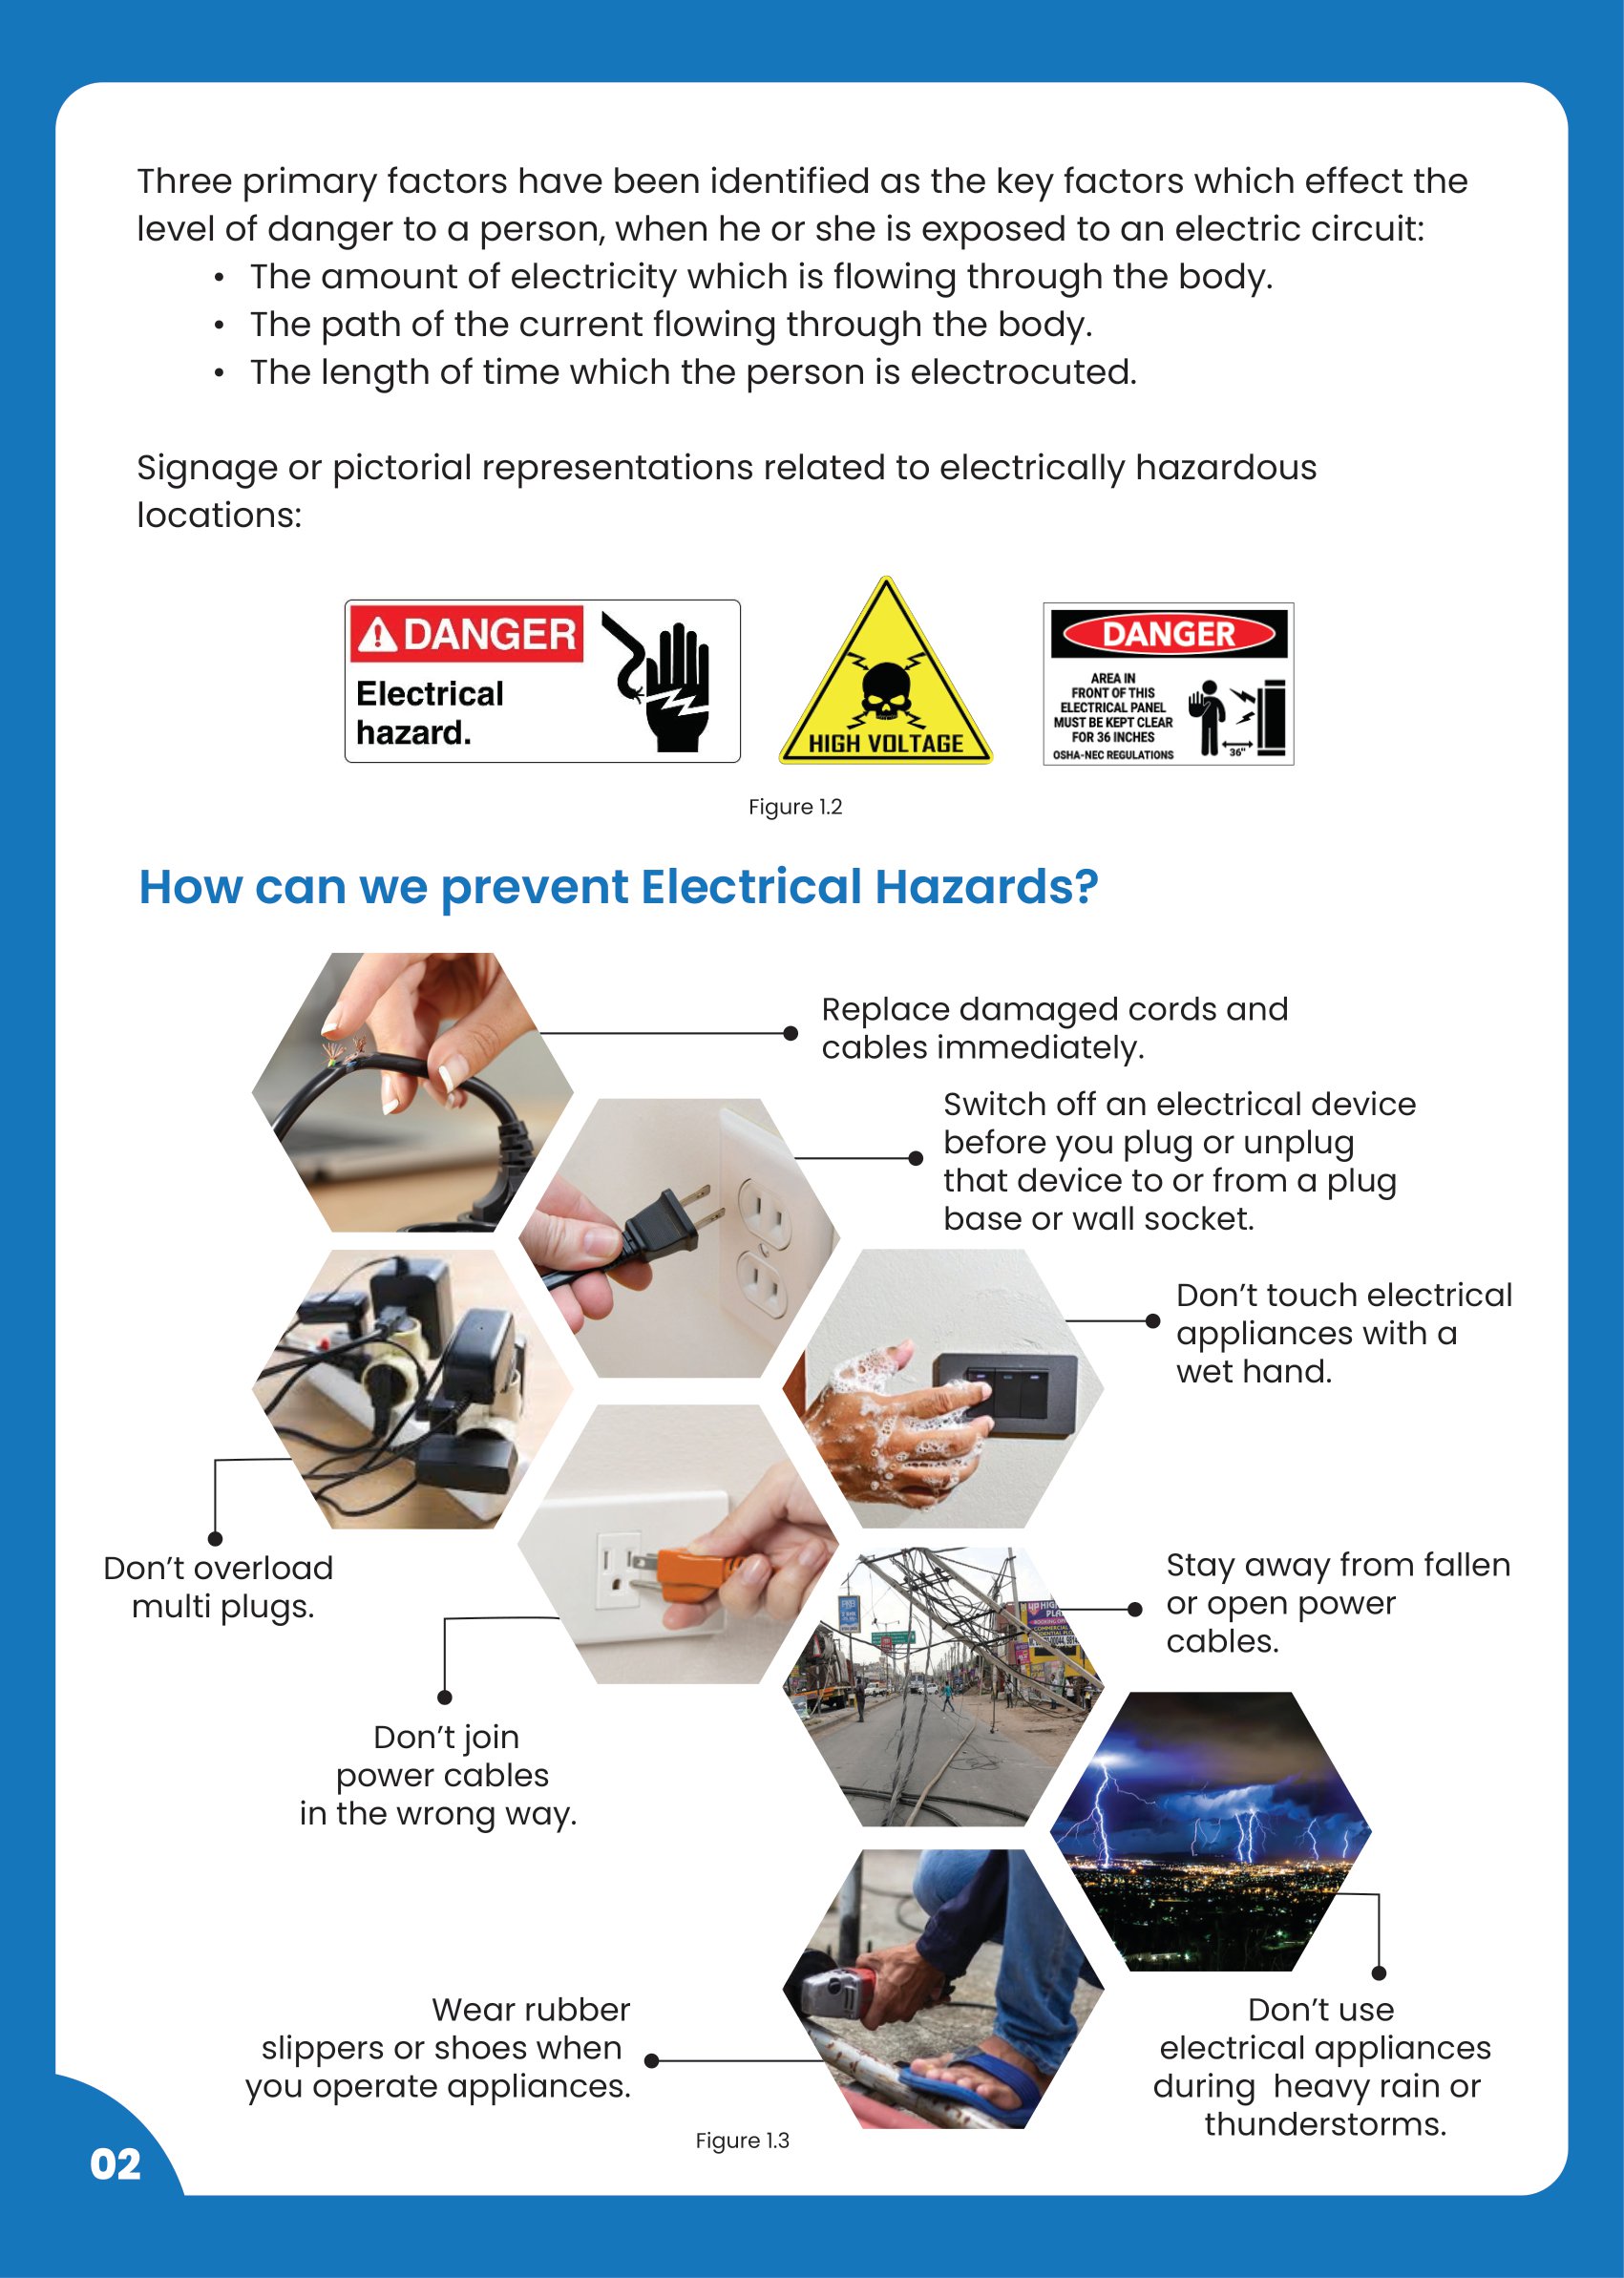 Three primary factors have been identified as the key factors which effect the
level of danger to a person, when he or she is exposed to an electric circuit:
• The amount of electricity which is flowing through the body.
• The path of the current flowing through the body.
• The length of time which the person is electrocuted.
Signage or pictorial representations related to electrically hazardous
locations:
DANGER
Electrical
hazard.
HIGH VOLTAGE
DANGER
AREA IN
FRONT OF THIS
ELECTRICAL PANEL
MUST BE KEPT CLEAR
FOR 36 INCHES
OSHA-NEC REGULATIONS
36"
Figure 1.2
How can we prevent Electrical Hazards?
Replace damaged cords and
cables immediately.
Switch off an electrical device
before you plug or unplug
that device to or from a plug
base or wall socket.
Don't touch electrical
appliances with a
wet hand.
Don't overload
multi plugs.
Stay away from fallen
or open power
cables.
Don't join
power cables
in the wrong way.
Wear rubber
slippers or shoes when
you operate appliances.
Don't use
electrical appliances
during heavy rain or
thunderstorms.
Figure 1.3
02